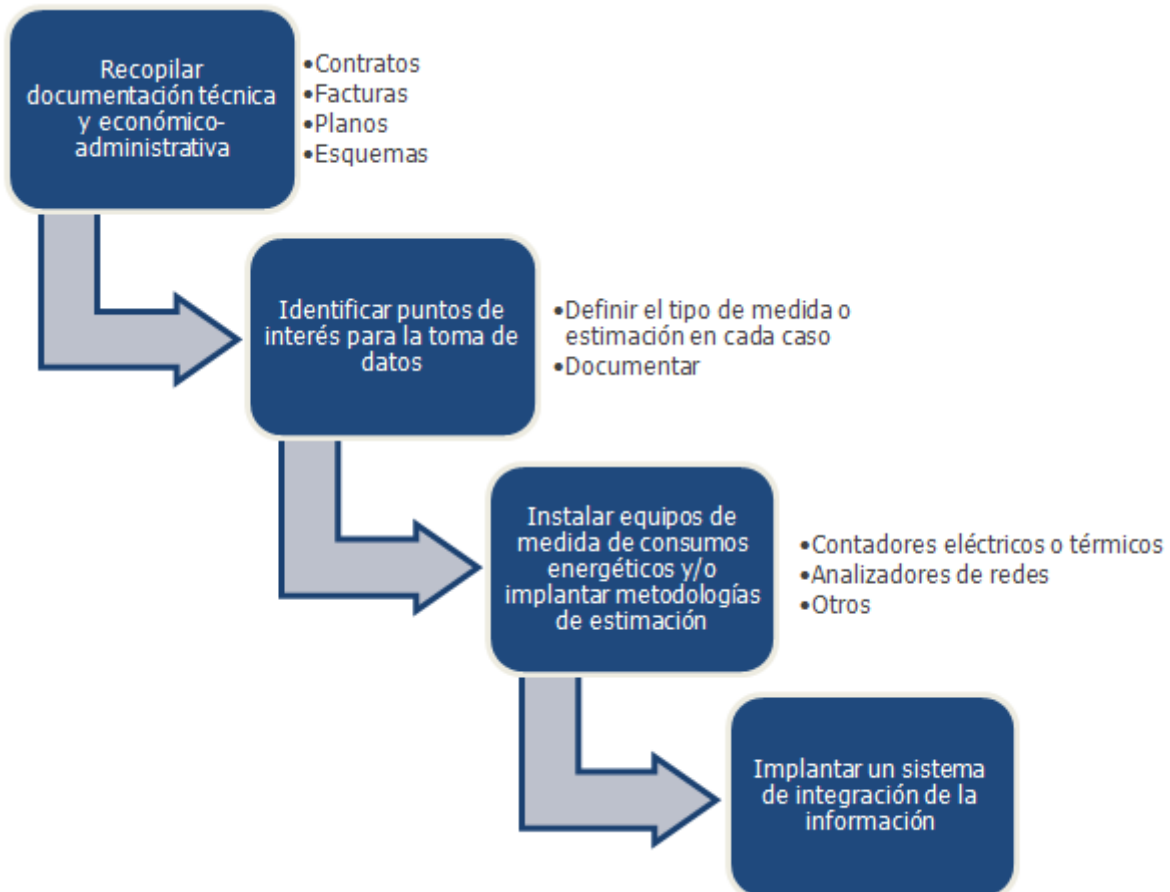 Recopilar
documentación técnica
y económico-
administrativa
•Contratos
•Facturas
•Planos
•Esquemas
Identificar puntos de
interés para la toma de
datos
•Definir el tipo de medida o
estimación en cada caso
•Documentar
Instalar equipos de
medida de consumos
energéticos y/o
implantar metodologías
de estimación
•Contadores eléctricos o térmicos
•Analizadores de redes
•Otros
Implantar un sistema
de integración de la
información